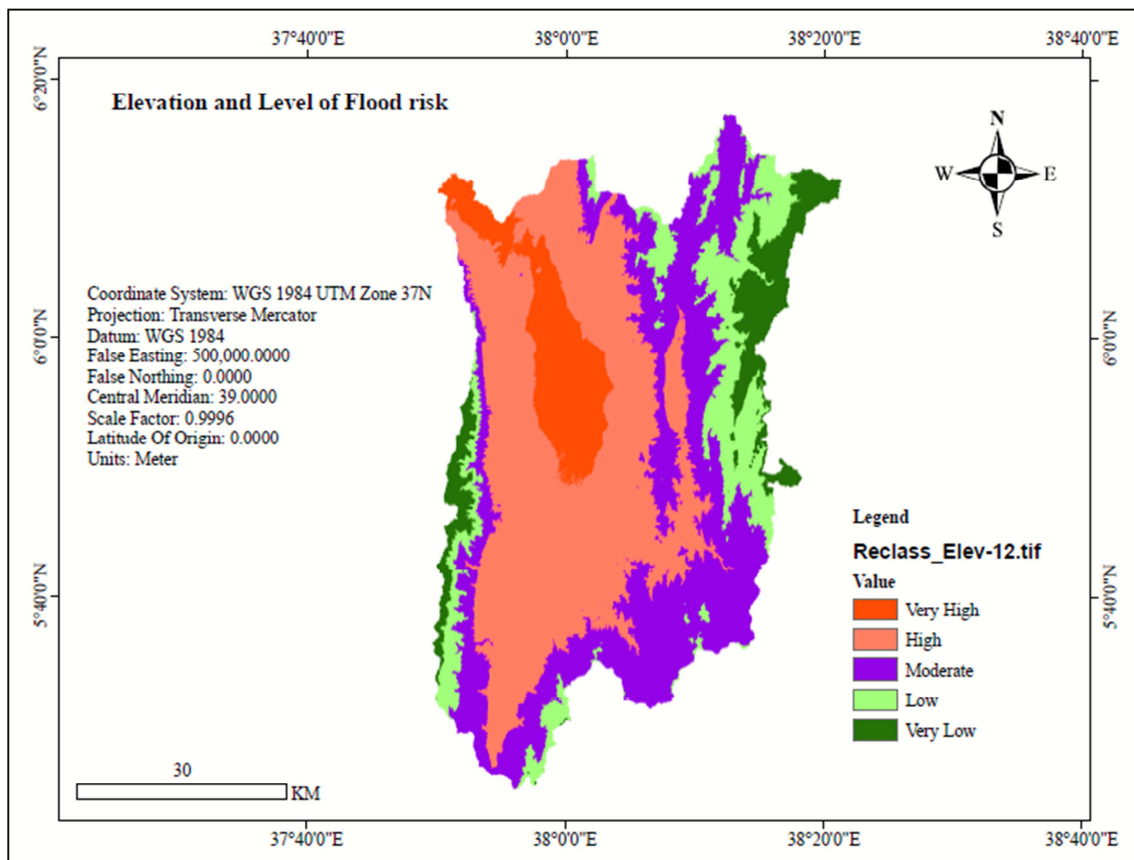 37°40'0"E 38°0'0"E 38°20'0"E 38°40'0"E
6°20'0"N
Elevation and Level of Flood risk
N
W E
S
Coordinate System: WGS 1984 UTM Zone 37N
Projection: Transverse Mercator
Datum: WGS 1984
False Easting: 500,000.0000
False Northing: 0.0000
Central Meridian: 39.0000
Scale Factor: 0.9996
Latitude Of Origin: 0.0000
Units: Meter
6°0'0"N 6°0'0"N
Legend
Reclass_Elev-12.tif
Value
Very High
High
Moderate
Low
Very Low
5°40'0"N 5°40'0"N
30
KM
37°40'0"E 38°0'0"E 38°20'0"E 38°40'0"E